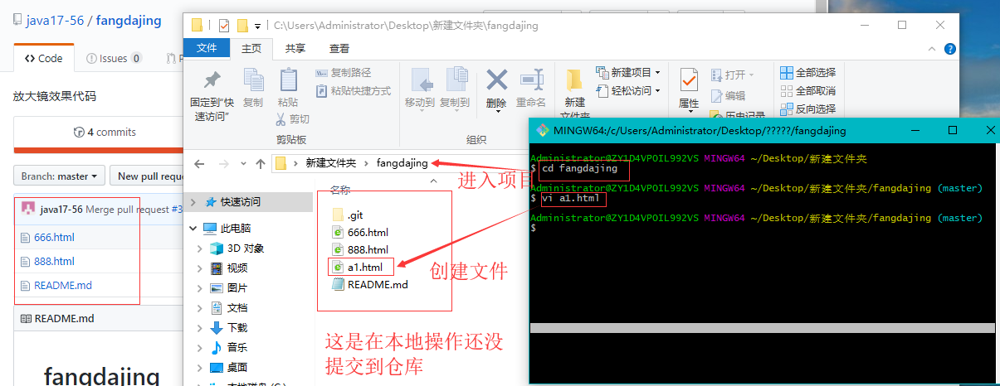 java17-56 / fangdajing
Code
Issues 0
放大镜效果代码
4 commits
Branch: master
New pull reque
java17-56 Merge pull request #3
666.html
888.html
README.md
README.md
fangdajing
C:\Users\Administrator\Desktop\新建文件夹\fangdajing
文件 主页 共享 查看
固定到“快
速访问”
复制
粘贴
复制路径
粘贴快捷方式
剪切
剪贴板
移动到 复制到 删除 重命名
组织
新建
文件夹
新建项目
轻松访问
属性
打开
编辑
历史记录
全部选择
全部取消
反向选择
新建文件夹 > fangdajing
快速访问
此电脑
3D 对象
视频
图片
文档
下载
音乐
桌面
本地磁盘 (C:)
名称
.git
666.html
888.html
a1.html
README.md
进入项目
创建文件
这是在本地操作还没
提交到仓库
MINGW64:/c/Users/Administrator/Desktop/?????/fangdajing
Administrator@ZY1D4VPOIL992VS MINGW64 ~/Desktop/新建文件夹
$ cd fangdajing
Administrator@ZY1D4VPOIL992VS MINGW64 ~/Desktop/新建文件夹/fangdajing (master)
$ vi a1.html
Administrator@ZY1D4VPOIL992VS MINGW64 ~/Desktop/新建文件夹/fangdajing (master)
$